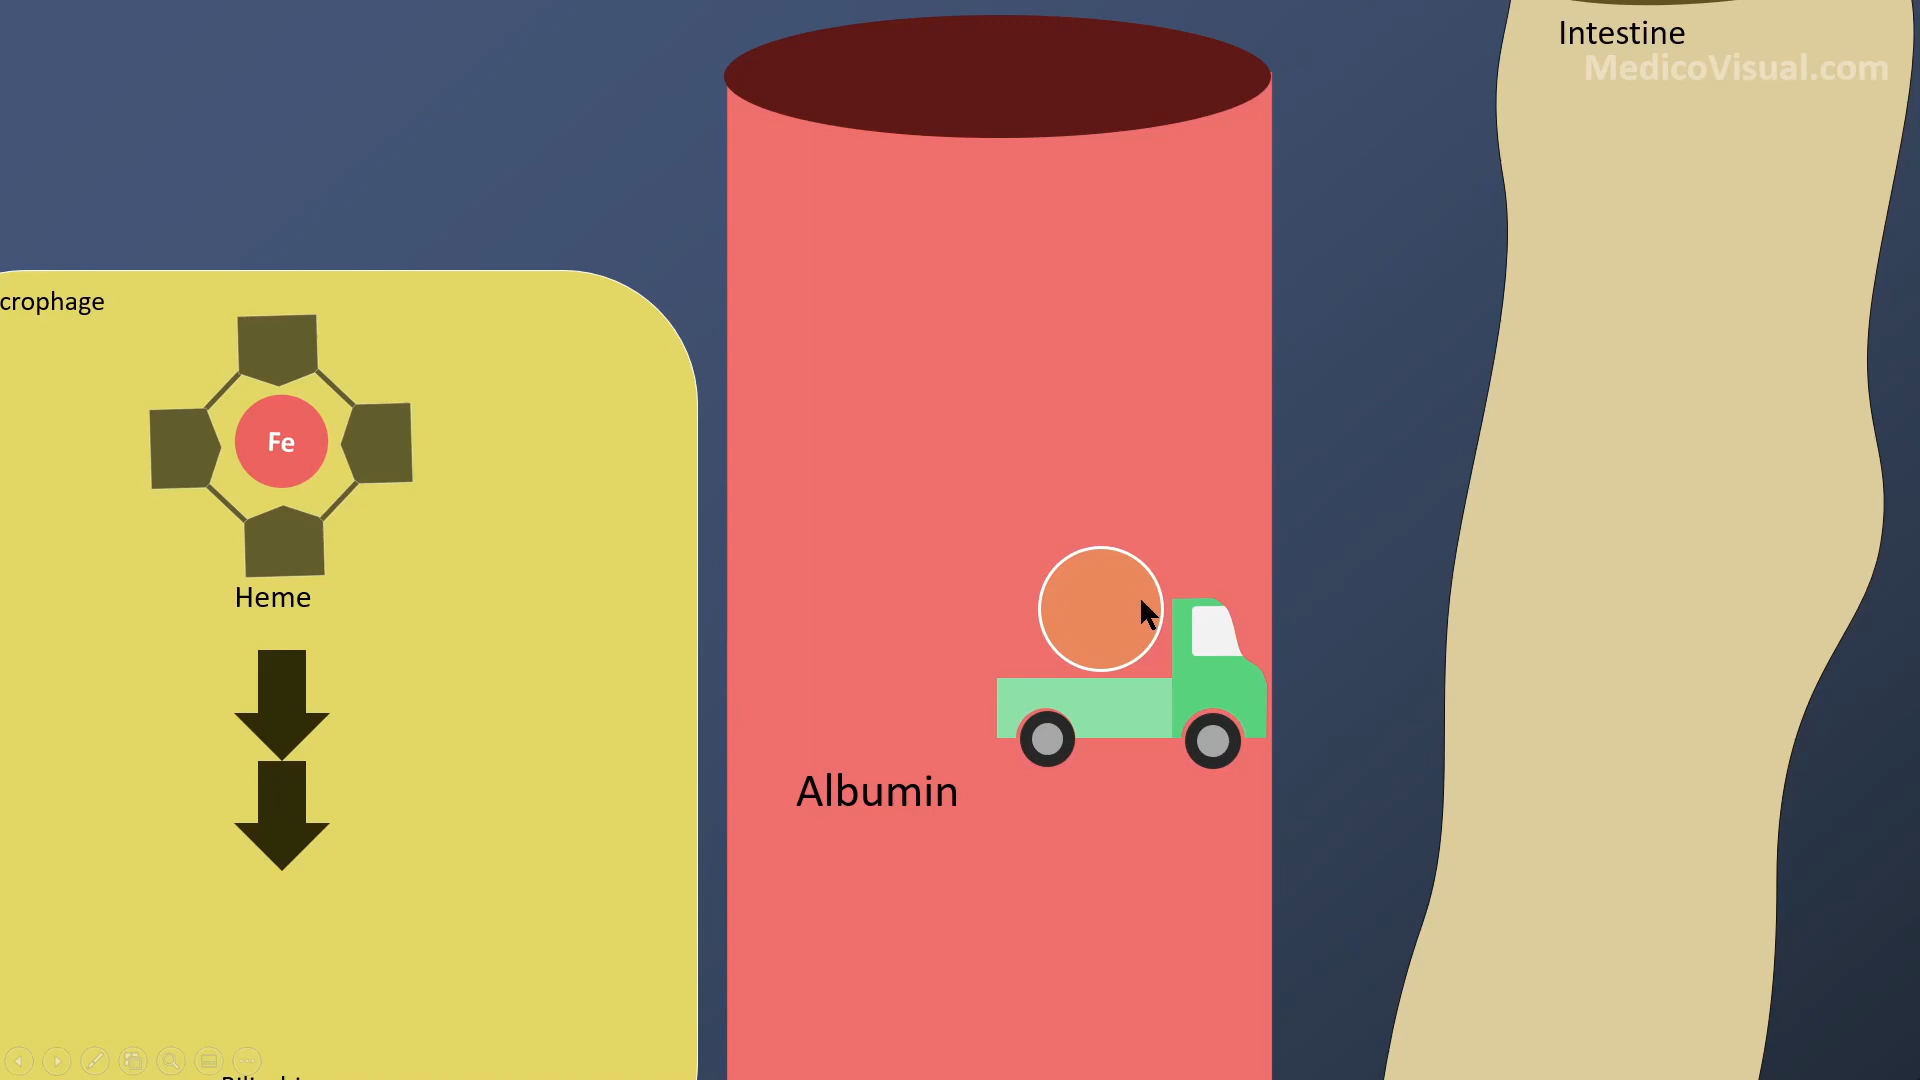 Intestine
MedicoVisual.com
crophage
Fe
Heme
Albumin